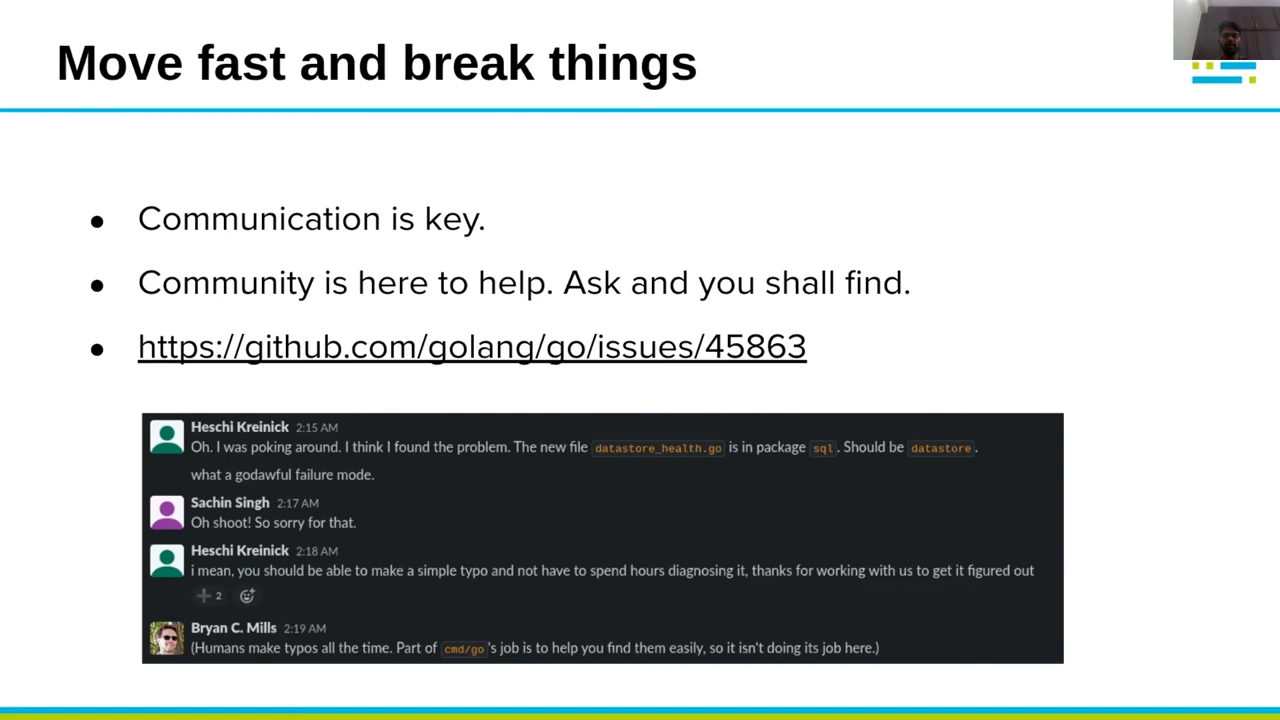 Move fast and break things
● Communication is key.
● Community is here to help. Ask and you shall find.
● https://github.com/golang/go/issues/45863
Heschi Kreinick 2:15 AM
Oh. I was poking around. I think I found the problem. The new file datastore_health.go is in package sql. Should be datastore.
what a godawful failure mode.
Sachin Singh 2:17 AM
Oh shoot! So sorry for that.
Heschi Kreinick 2:18 AM
i mean, you should be able to make a simple typo and not have to spend hours diagnosing it, thanks for working with us to get it figured out
2
Bryan C. Mills 2:19 AM
(Humans make typos all the time. Part of cmd/go's job is to help you find them easily, so it isn't doing its job here.)